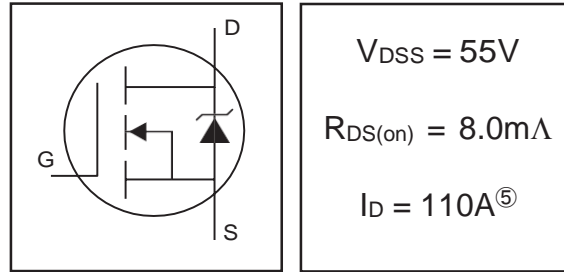 D
G
S
VDSS = 55V
RDS(on) = 8.0mΛ
ID = 110A⑤